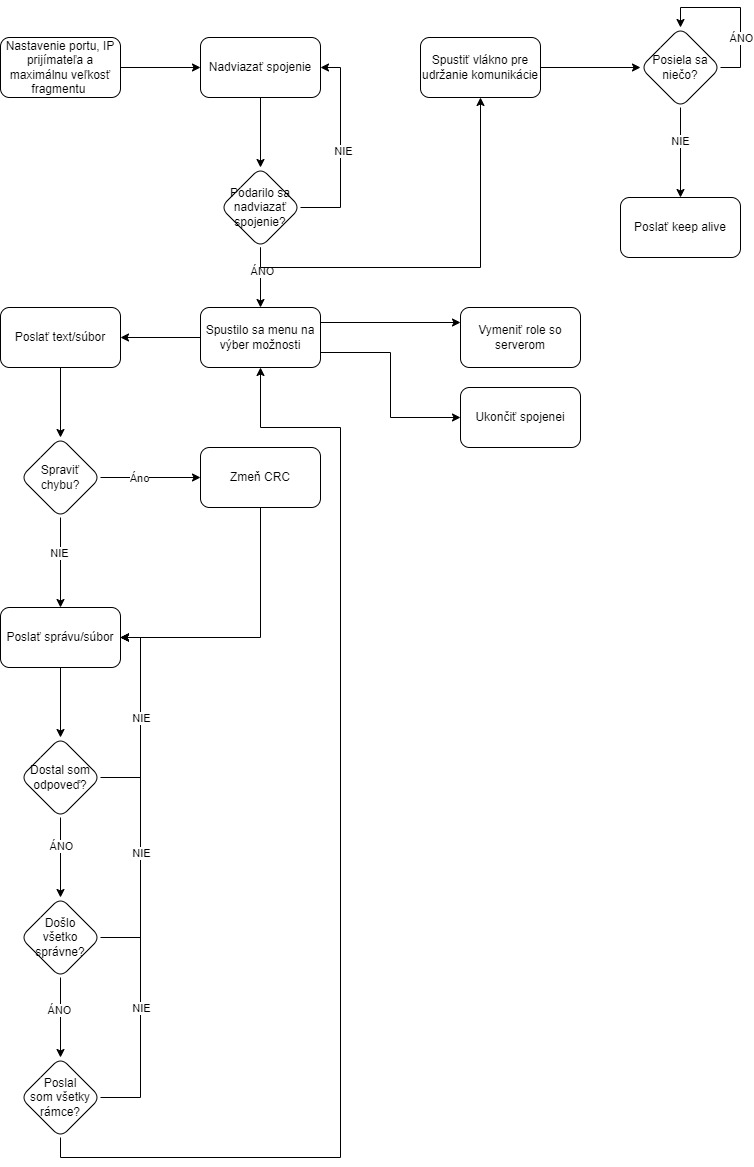 Nastavenie portu, IP
prijímateľa a
maximálnu veľkosť
fragmentu
Nadviazať spojenie
Spustiť vlákno pre
udržanie komunikácie
Posiela sa
niečo?
ÁNO
NIE
NIE
Podarilo sa
nadviazať
spojenie?
Poslať keep alive
ÁNO
Poslať text/súbor
Spustilo sa menu na
výber možnosti
Vymeniť role so
serverom
Ukončiť spojenei
Spraviť
chybu?
Áno
Zmeň CRC
NIE
Poslať správu/súbor
NIE
Dostal som
odpoveď?
ÁNO
NIE
Došlo
všetko
správne?
ÁNO
NIE
Poslal
som všetky
rámce?